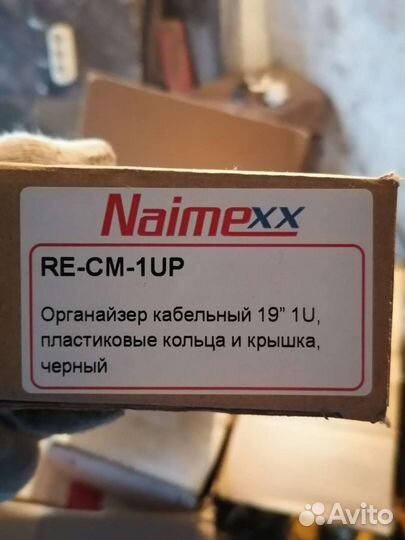 Naimexx
RE-CM-1UP
Органайзер кабельный 19” 1U,
пластиковые кольца и крышка,
черный
Avito